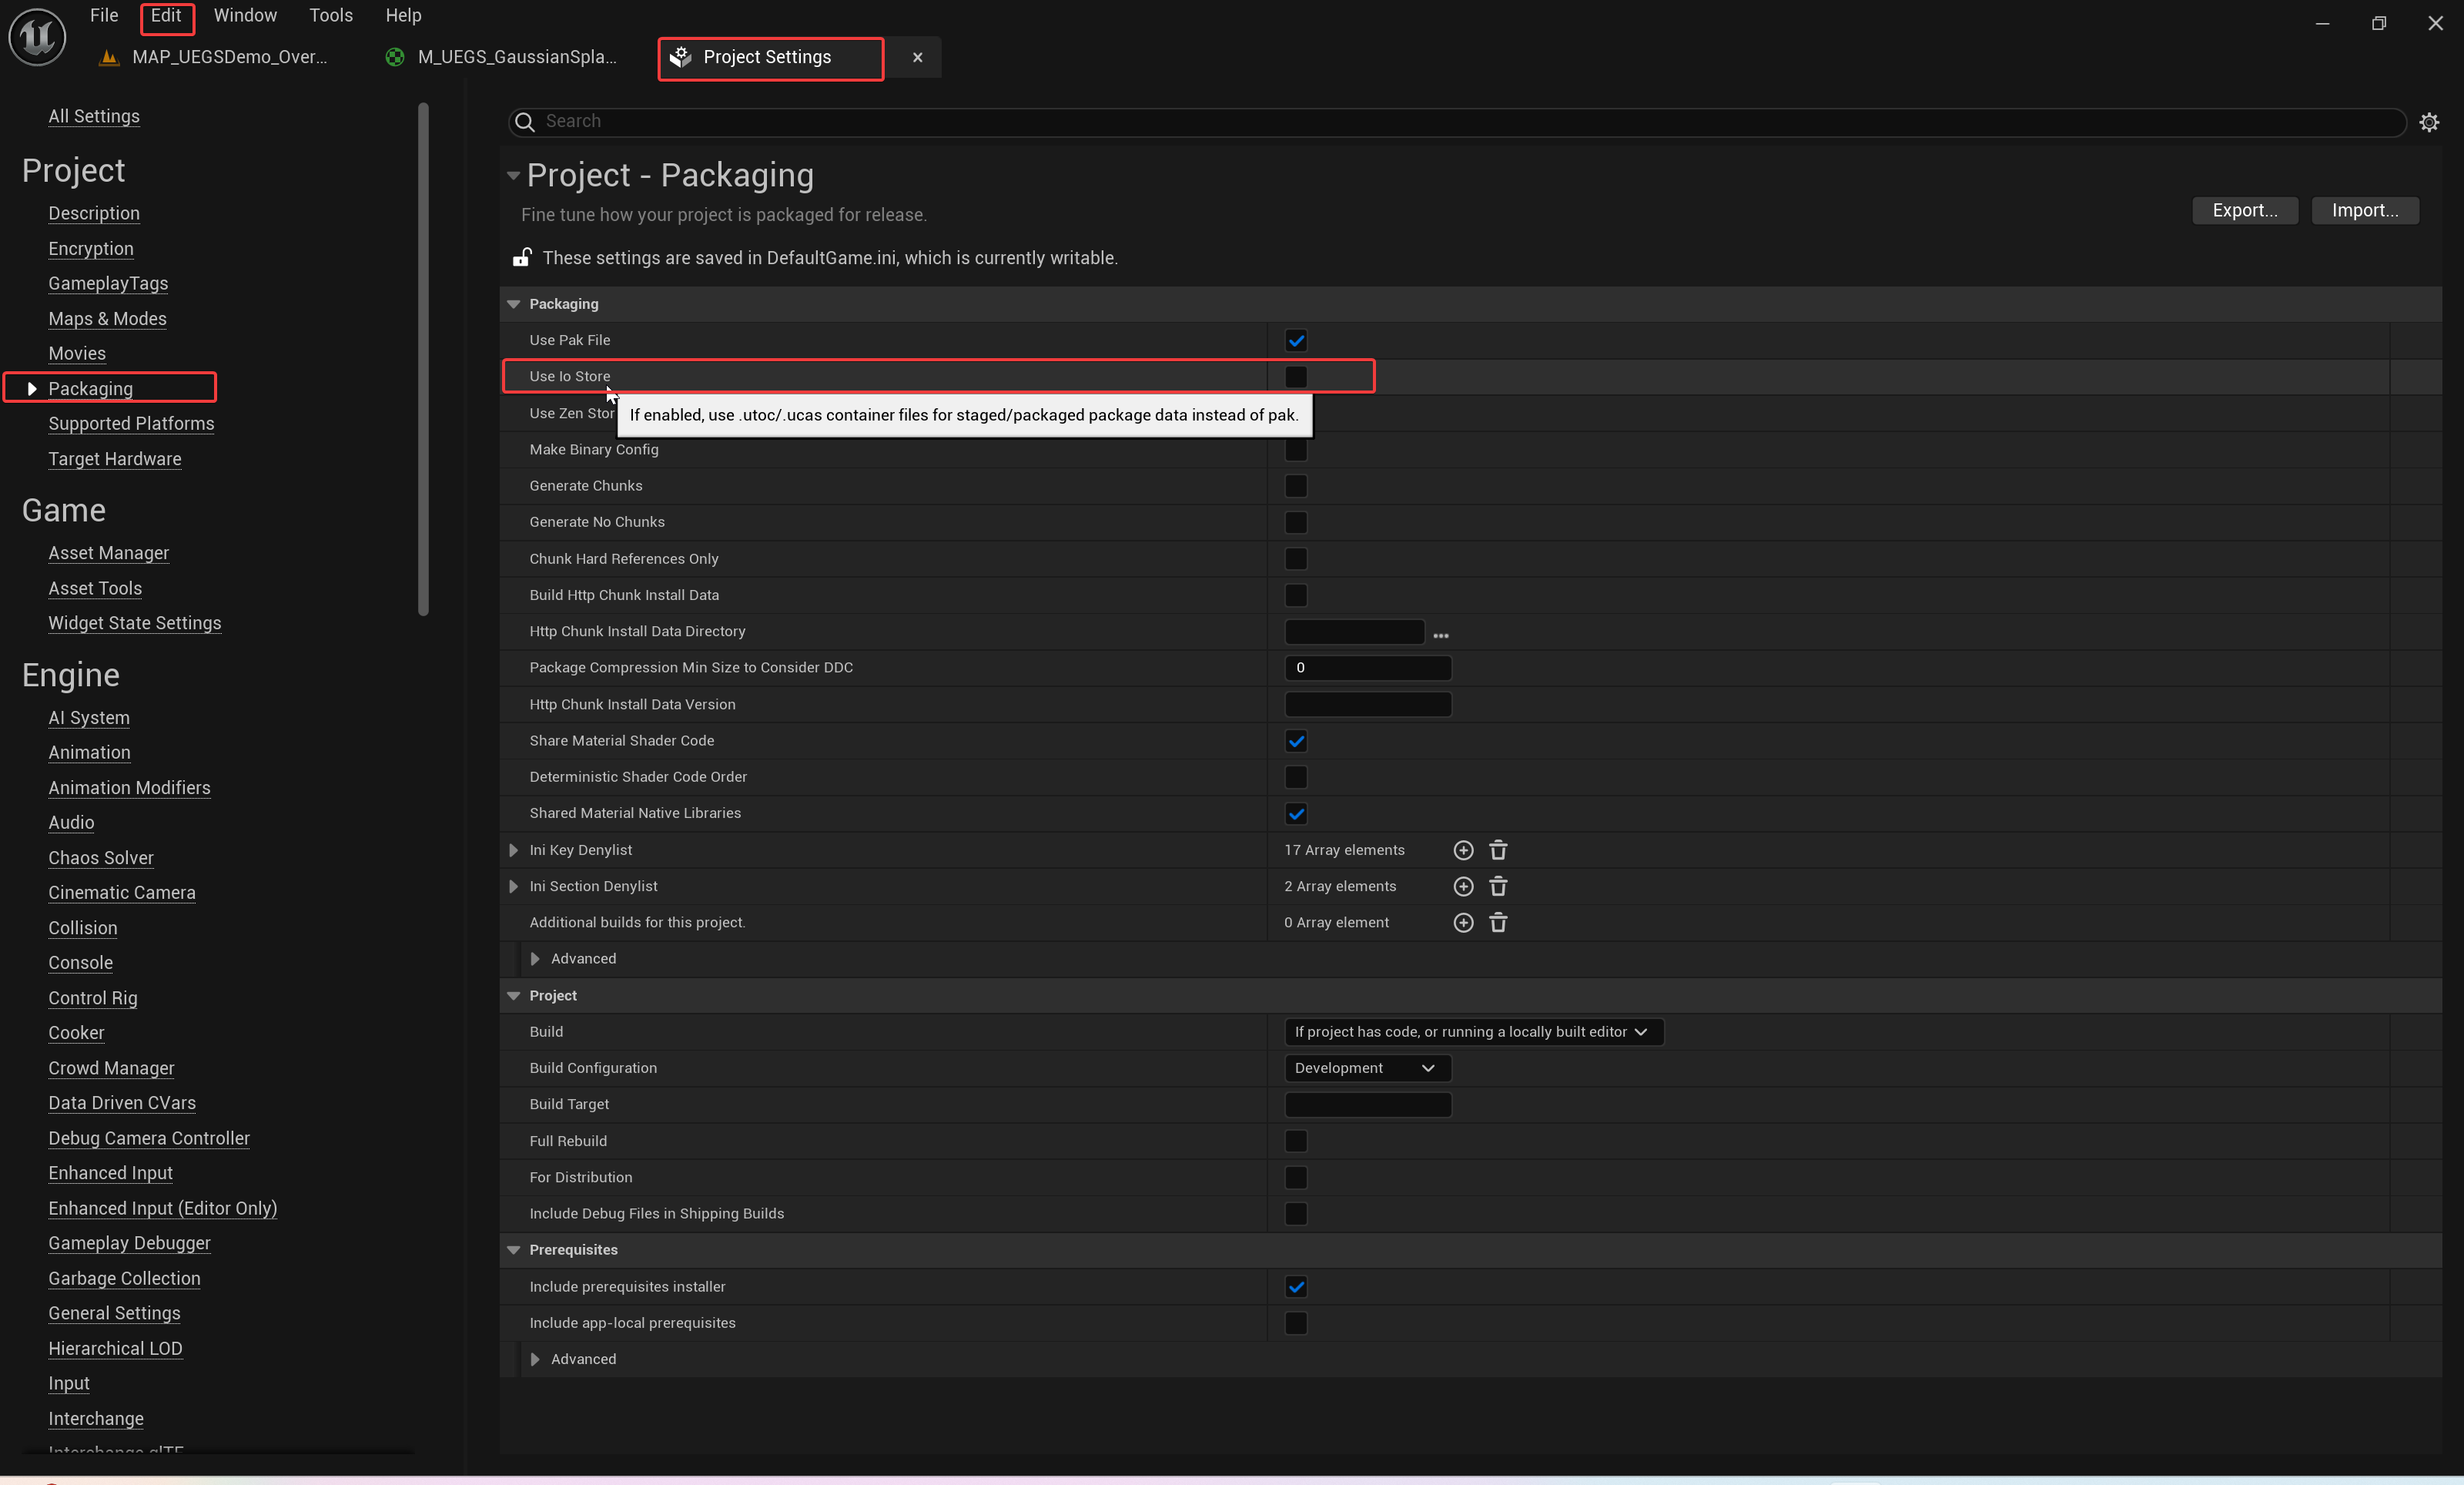 File Edit Window Tools Help
MAP_UEGSDemo_Over... M_UEGS_GaussianSpla... Project Settings
All Settings
Project
Description
Encryption
GameplayTags
Maps & Modes
Movies
Packaging
Supported Platforms
Target Hardware
Game
Asset Manager
Asset Tools
Widget State Settings
Engine
AI System
Animation
Animation Modifiers
Audio
Chaos Solver
Cinematic Camera
Collision
Console
Control Rig
Cooker
Crowd Manager
Data Driven CVars
Debug Camera Controller
Enhanced Input
Enhanced Input (Editor Only)
Gameplay Debugger
Garbage Collection
General Settings
Hierarchical LOD
Input
Interchange
Interchange glTF
Search
Project - Packaging
Fine tune how your project is packaged for release.
Export... Import...
These settings are saved in DefaultGame.ini, which is currently writable.
Packaging
Use Pak File
Use Io Store
Use Zen Stor
If enabled, use .utoc/.ucas container files for staged/packaged package data instead of pak.
Make Binary Config
Generate Chunks
Generate No Chunks
Chunk Hard References Only
Build Http Chunk Install Data
Http Chunk Install Data Directory
Package Compression Min Size to Consider DDC 0
Http Chunk Install Data Version
Share Material Shader Code
Deterministic Shader Code Order
Shared Material Native Libraries
Ini Key Denylist 17 Array elements
Ini Section Denylist 2 Array elements
Additional builds for this project. 0 Array element
Advanced
Project
Build If project has code, or running a locally built editor
Build Configuration Development
Build Target
Full Rebuild
For Distribution
Include Debug Files in Shipping Builds
Prerequisites
Include prerequisites installer
Include app-local prerequisites
Advanced